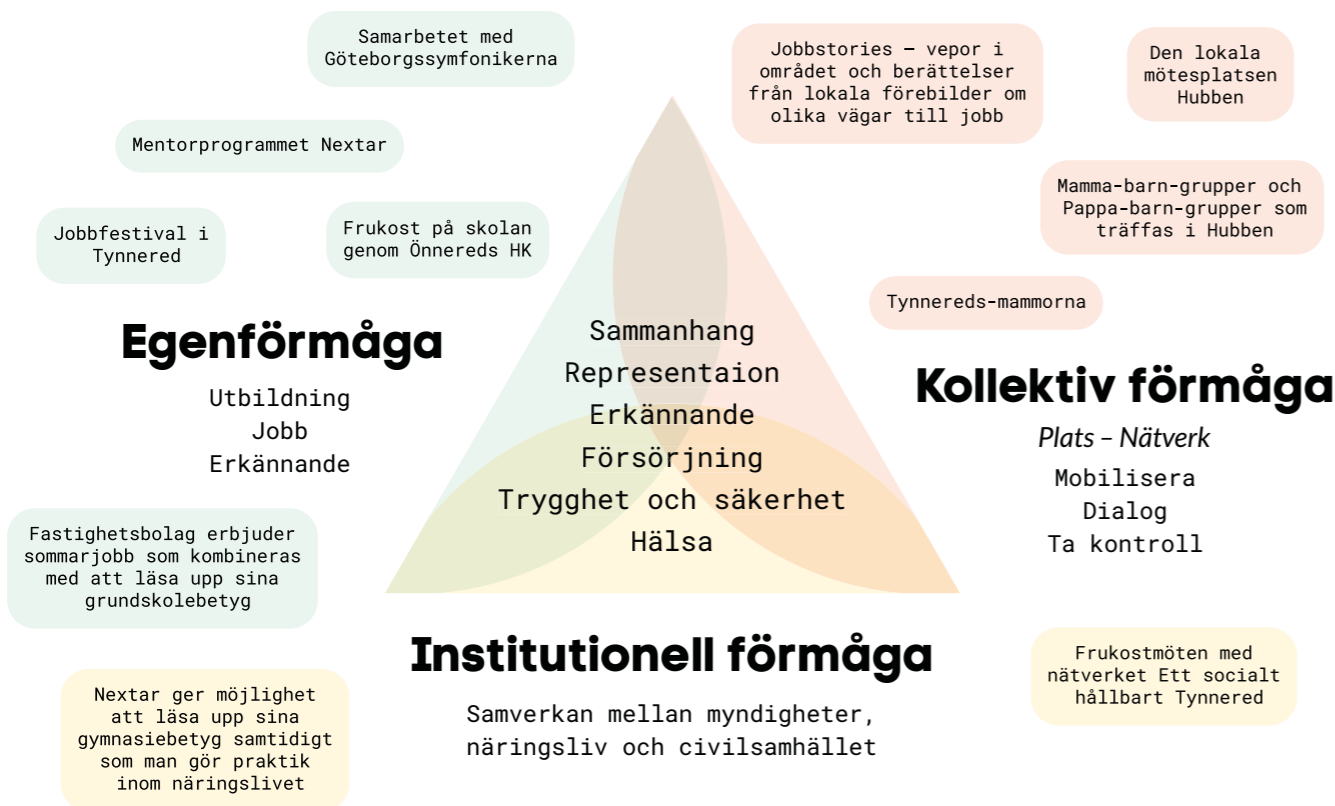 Samarbetet med
Göteborgssymfonikerna
Mentorprogrammet Nextar
Jobbfestival i
Tynnered
Frukost på skolan
genom Önnereds HK
Jobbstories – vepor i
området och berättelser
från lokala förebilder om
olika vägar till jobb
Den lokala
mötesplatsen
Hubben
Mamma-barn-grupper och
Pappa-barn-grupper som
träffas i Hubben
Tynnereds-mammorna
Egenförmåga
Utbildning
Jobb
Erkännande
Sammanhang
Representaion
Erkännande
Försörjning
Trygghet och säkerhet
Hälsa
Kollektiv förmåga
Plats – Nätverk
Mobilisera
Dialog
Ta kontroll
Fastighetsbolag erbjuder
sommarjobb som kombineras
med att läsa upp sina
grundskolebetyg
Nextar ger möjlighet
att läsa upp sina
gymnasiebetyg samtidigt
som man gör praktik
inom näringslivet
Institutionell förmåga
Samverkan mellan myndigheter,
näringsliv och civilsamhället
Frukostmöten med
nätverket Ett socialt
hållbart Tynnered